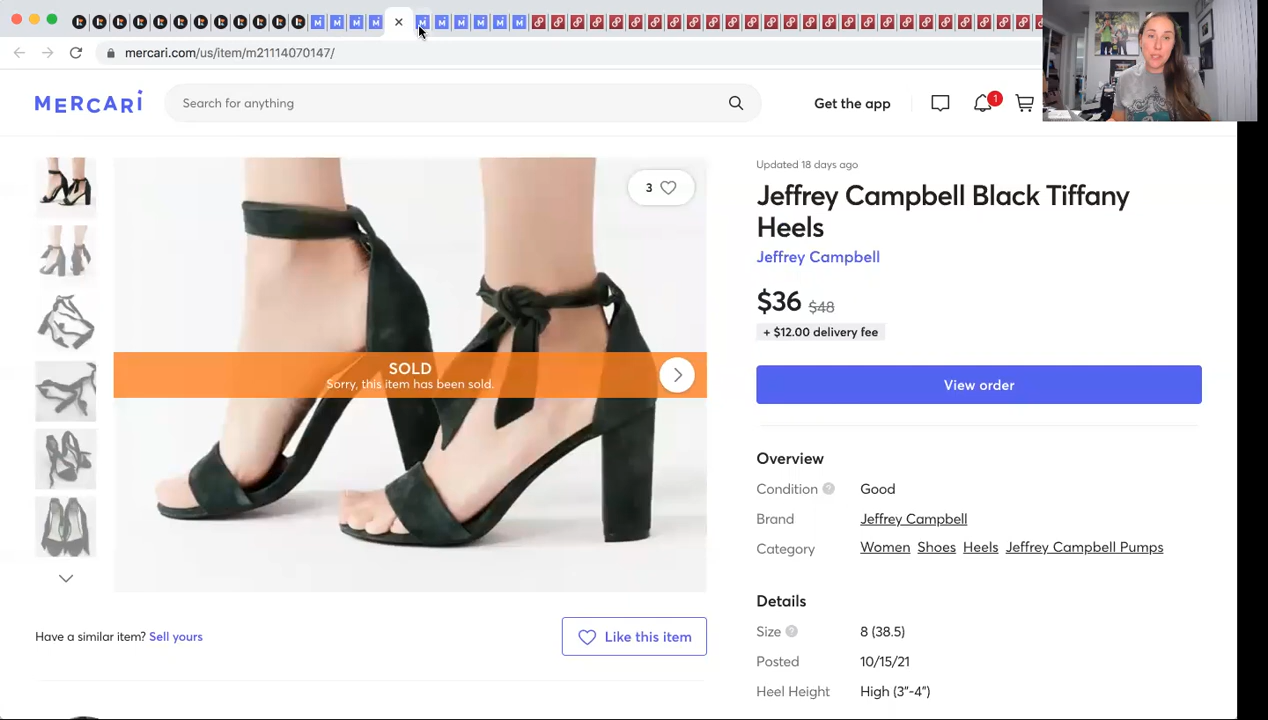 mercari.com/us/item/m21114070147/
MERCARI
Search for anything
Get the app
1
Updated 18 days ago
3
Jeffrey Campbell Black Tiffany
Heels
Jeffrey Campbell
$36 $48
+ $12.00 delivery fee
SOLD
Sorry, this item has been sold.
View order
Overview
Condition ? Good
Brand Jeffrey Campbell
Category Women Shoes Heels Jeffrey Campbell Pumps
Details
Have a similar item? Sell yours
Like this item
Size ? 8 (38.5)
Posted 10/15/21
Heel Height High (3"-4")